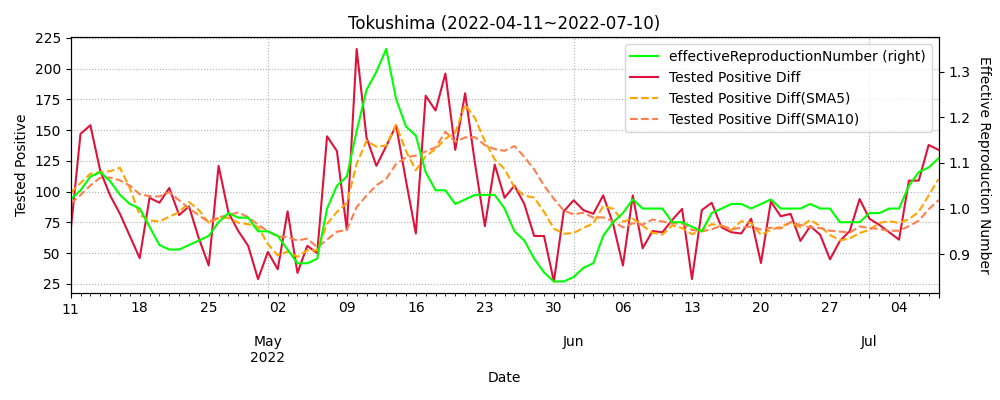 Tokushima (2022-04-11~2022-07-10)
effectiveReproductionNumber (right)
Tested Positive Diff
Tested Positive Diff(SMA5)
Tested Positive Diff(SMA10)
Tested Positive
225
200
175
150
125
100
75
50
25
1.3
1.2
1.1
1.0
0.9
Effective Reproduction Number
11 18 25 02 09 16 23 30 06 13 20 27 04
May Jun Jul
2022
Date